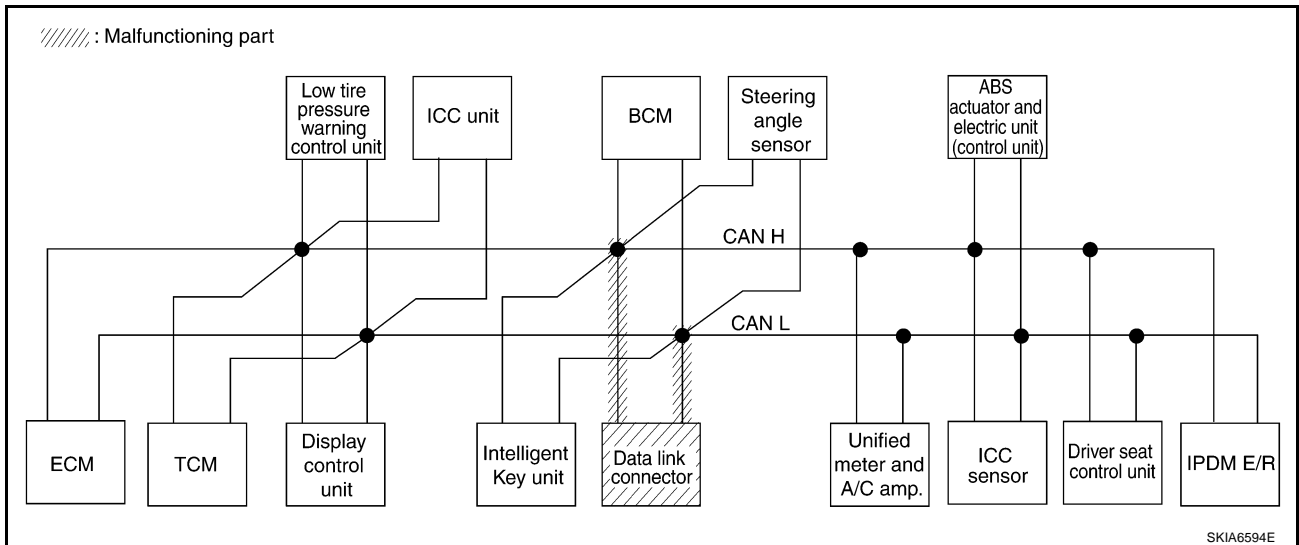 : Malfunctioning part
Low tire
pressure
warning
control unit
ICC unit
BCM
Steering
angle
sensor
ABS
actuator and
electric unit
(control unit)
CAN H
CAN L
ECM
TCM
Display
control
unit
Intelligent
Key unit
Data link
connector
Unified
meter and
A/C amp.
ICC
sensor
Driver seat
control unit
IPDM E/R
SKIA6594E